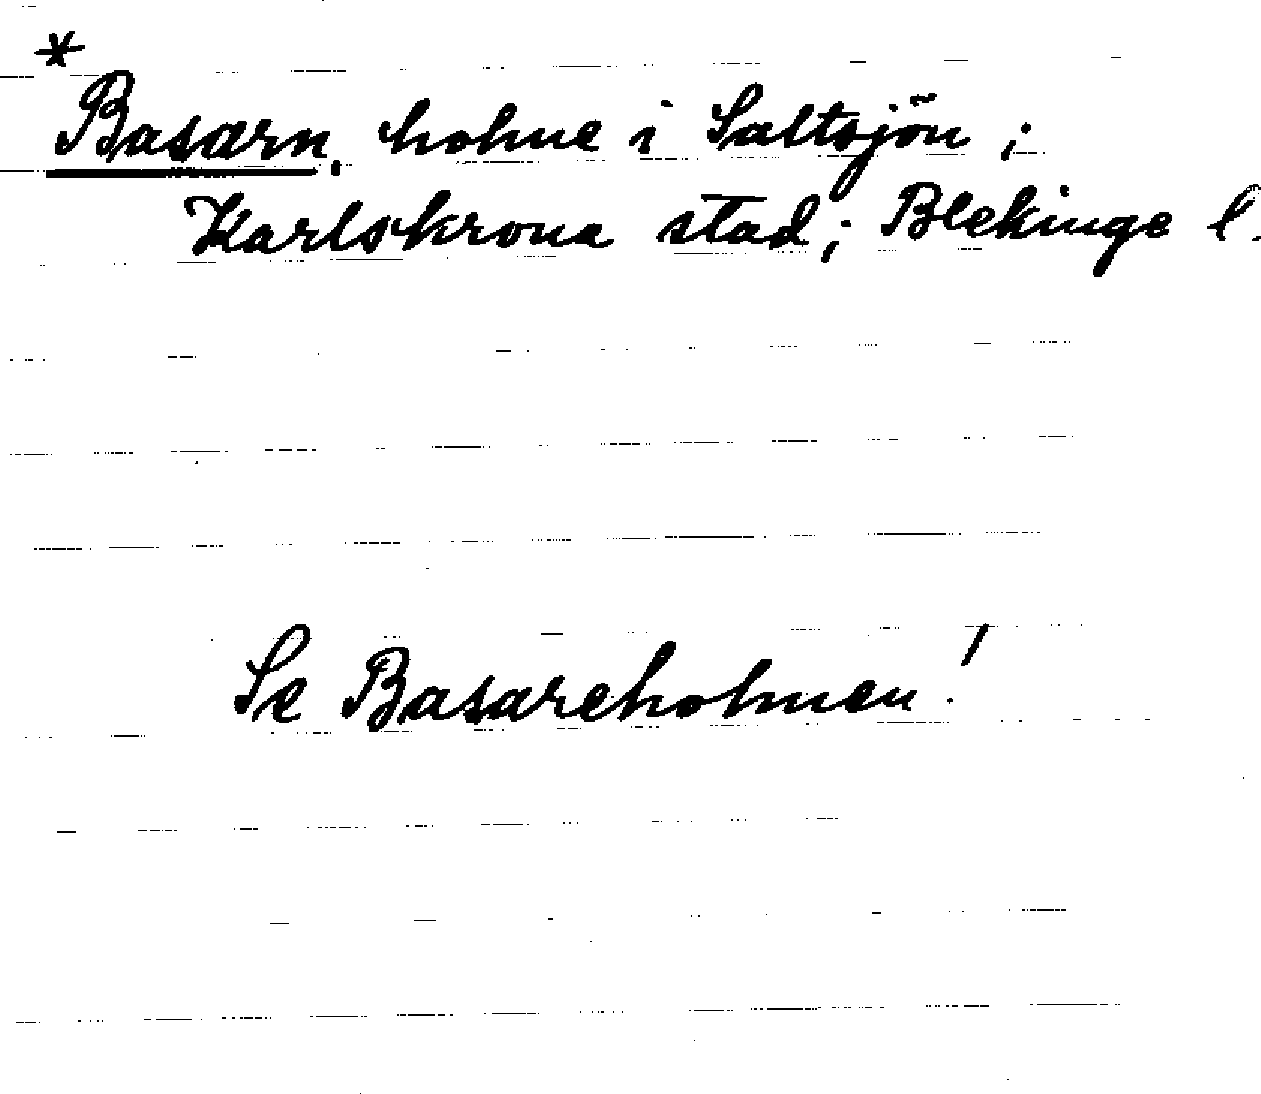 *
Basarn, holme i Saltsjön;
Karlskrona stad; Blekinge l.
Se Basareholmen!